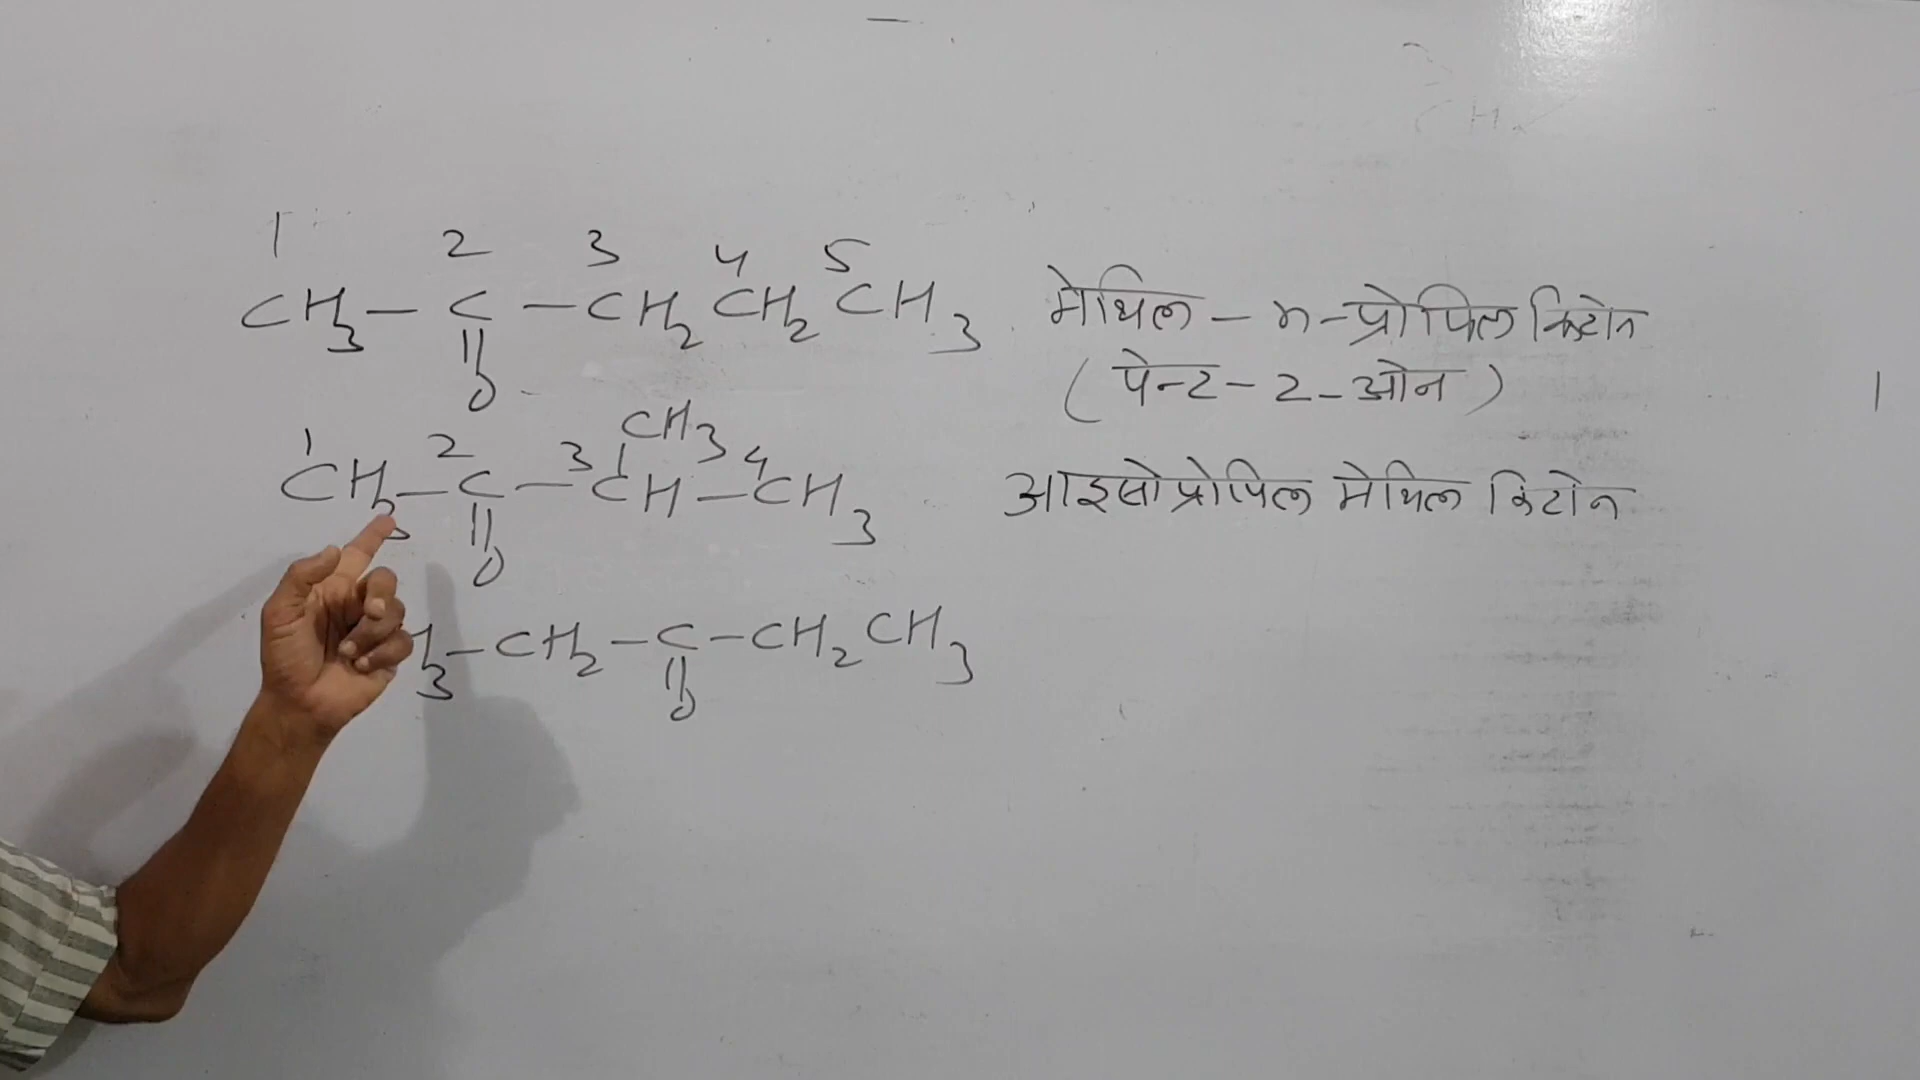 1 2 3 4 5
CH3 — C — CH2 CH2 CH3 मेथिल – n – प्रोपिल किटोन
||
O (पेन्ट – 2 – ओन)
CH3
1 2 3 | 4
CH3 — C — CH — CH3 आइसोप्रोपिल मेथिल किटोन
||
O
H3 — CH2 — C — CH2 CH3
||
O